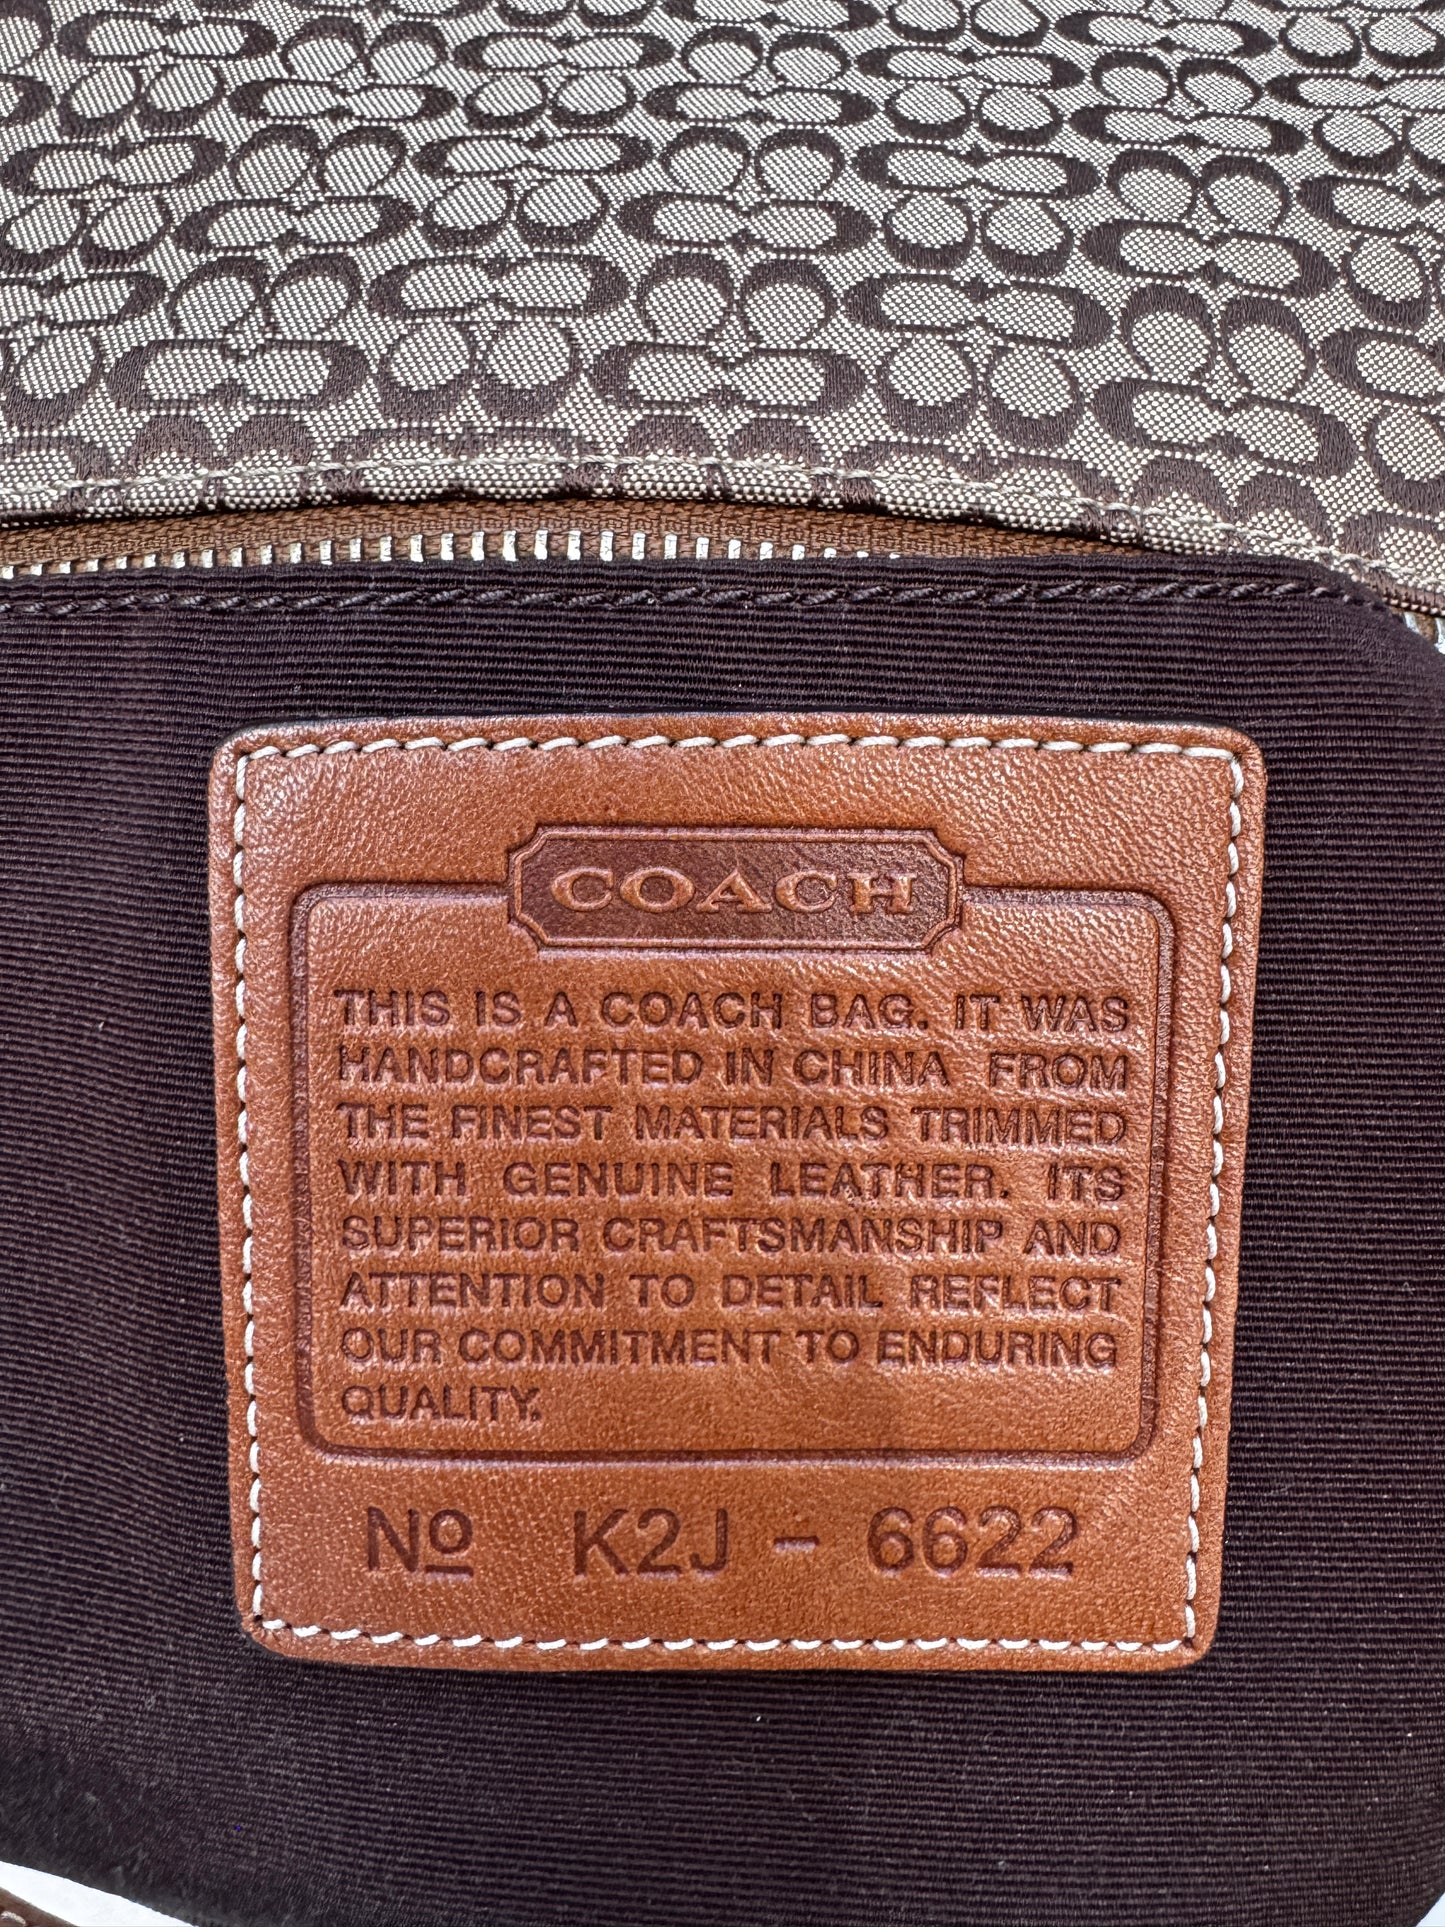 COACH
THIS IS A COACH BAG. IT WAS
HANDCRAFTED IN CHINA FROM
THE FINEST MATERIALS TRIMMED
WITH GENUINE LEATHER. ITS
SUPERIOR CRAFTSMANSHIP AND
ATTENTION TO DETAIL REFLECT
OUR COMMITMENT TO ENDURING
QUALITY.
Nº K2J - 6622